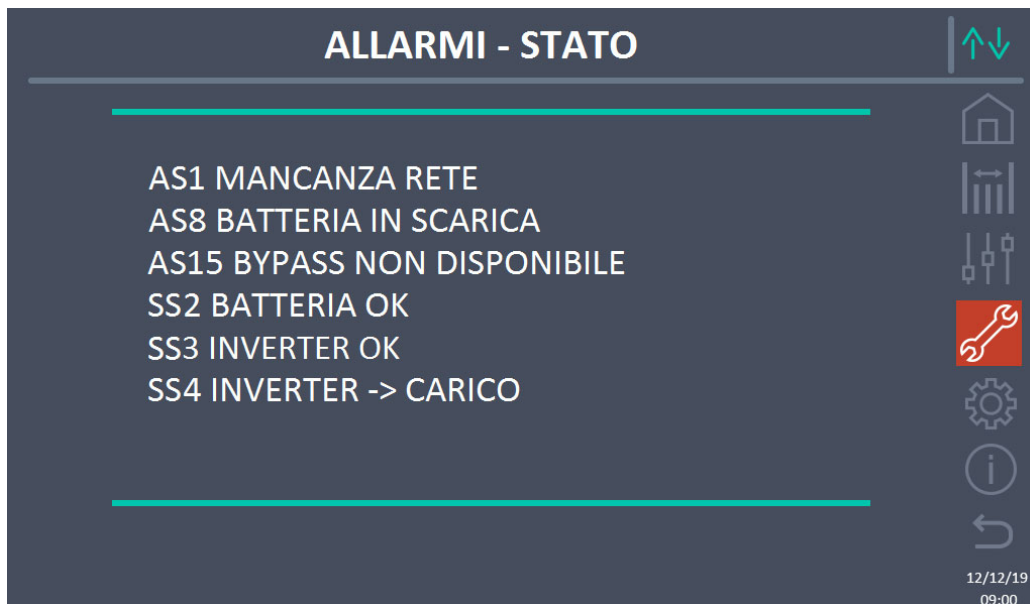 ALLARMI - STATO
AS1 MANCANZA RETE
AS8 BATTERIA IN SCARICA
AS15 BYPASS NON DISPONIBILE
SS2 BATTERIA OK
SS3 INVERTER OK
SS4 INVERTER -> CARICO
12/12/19
09:00